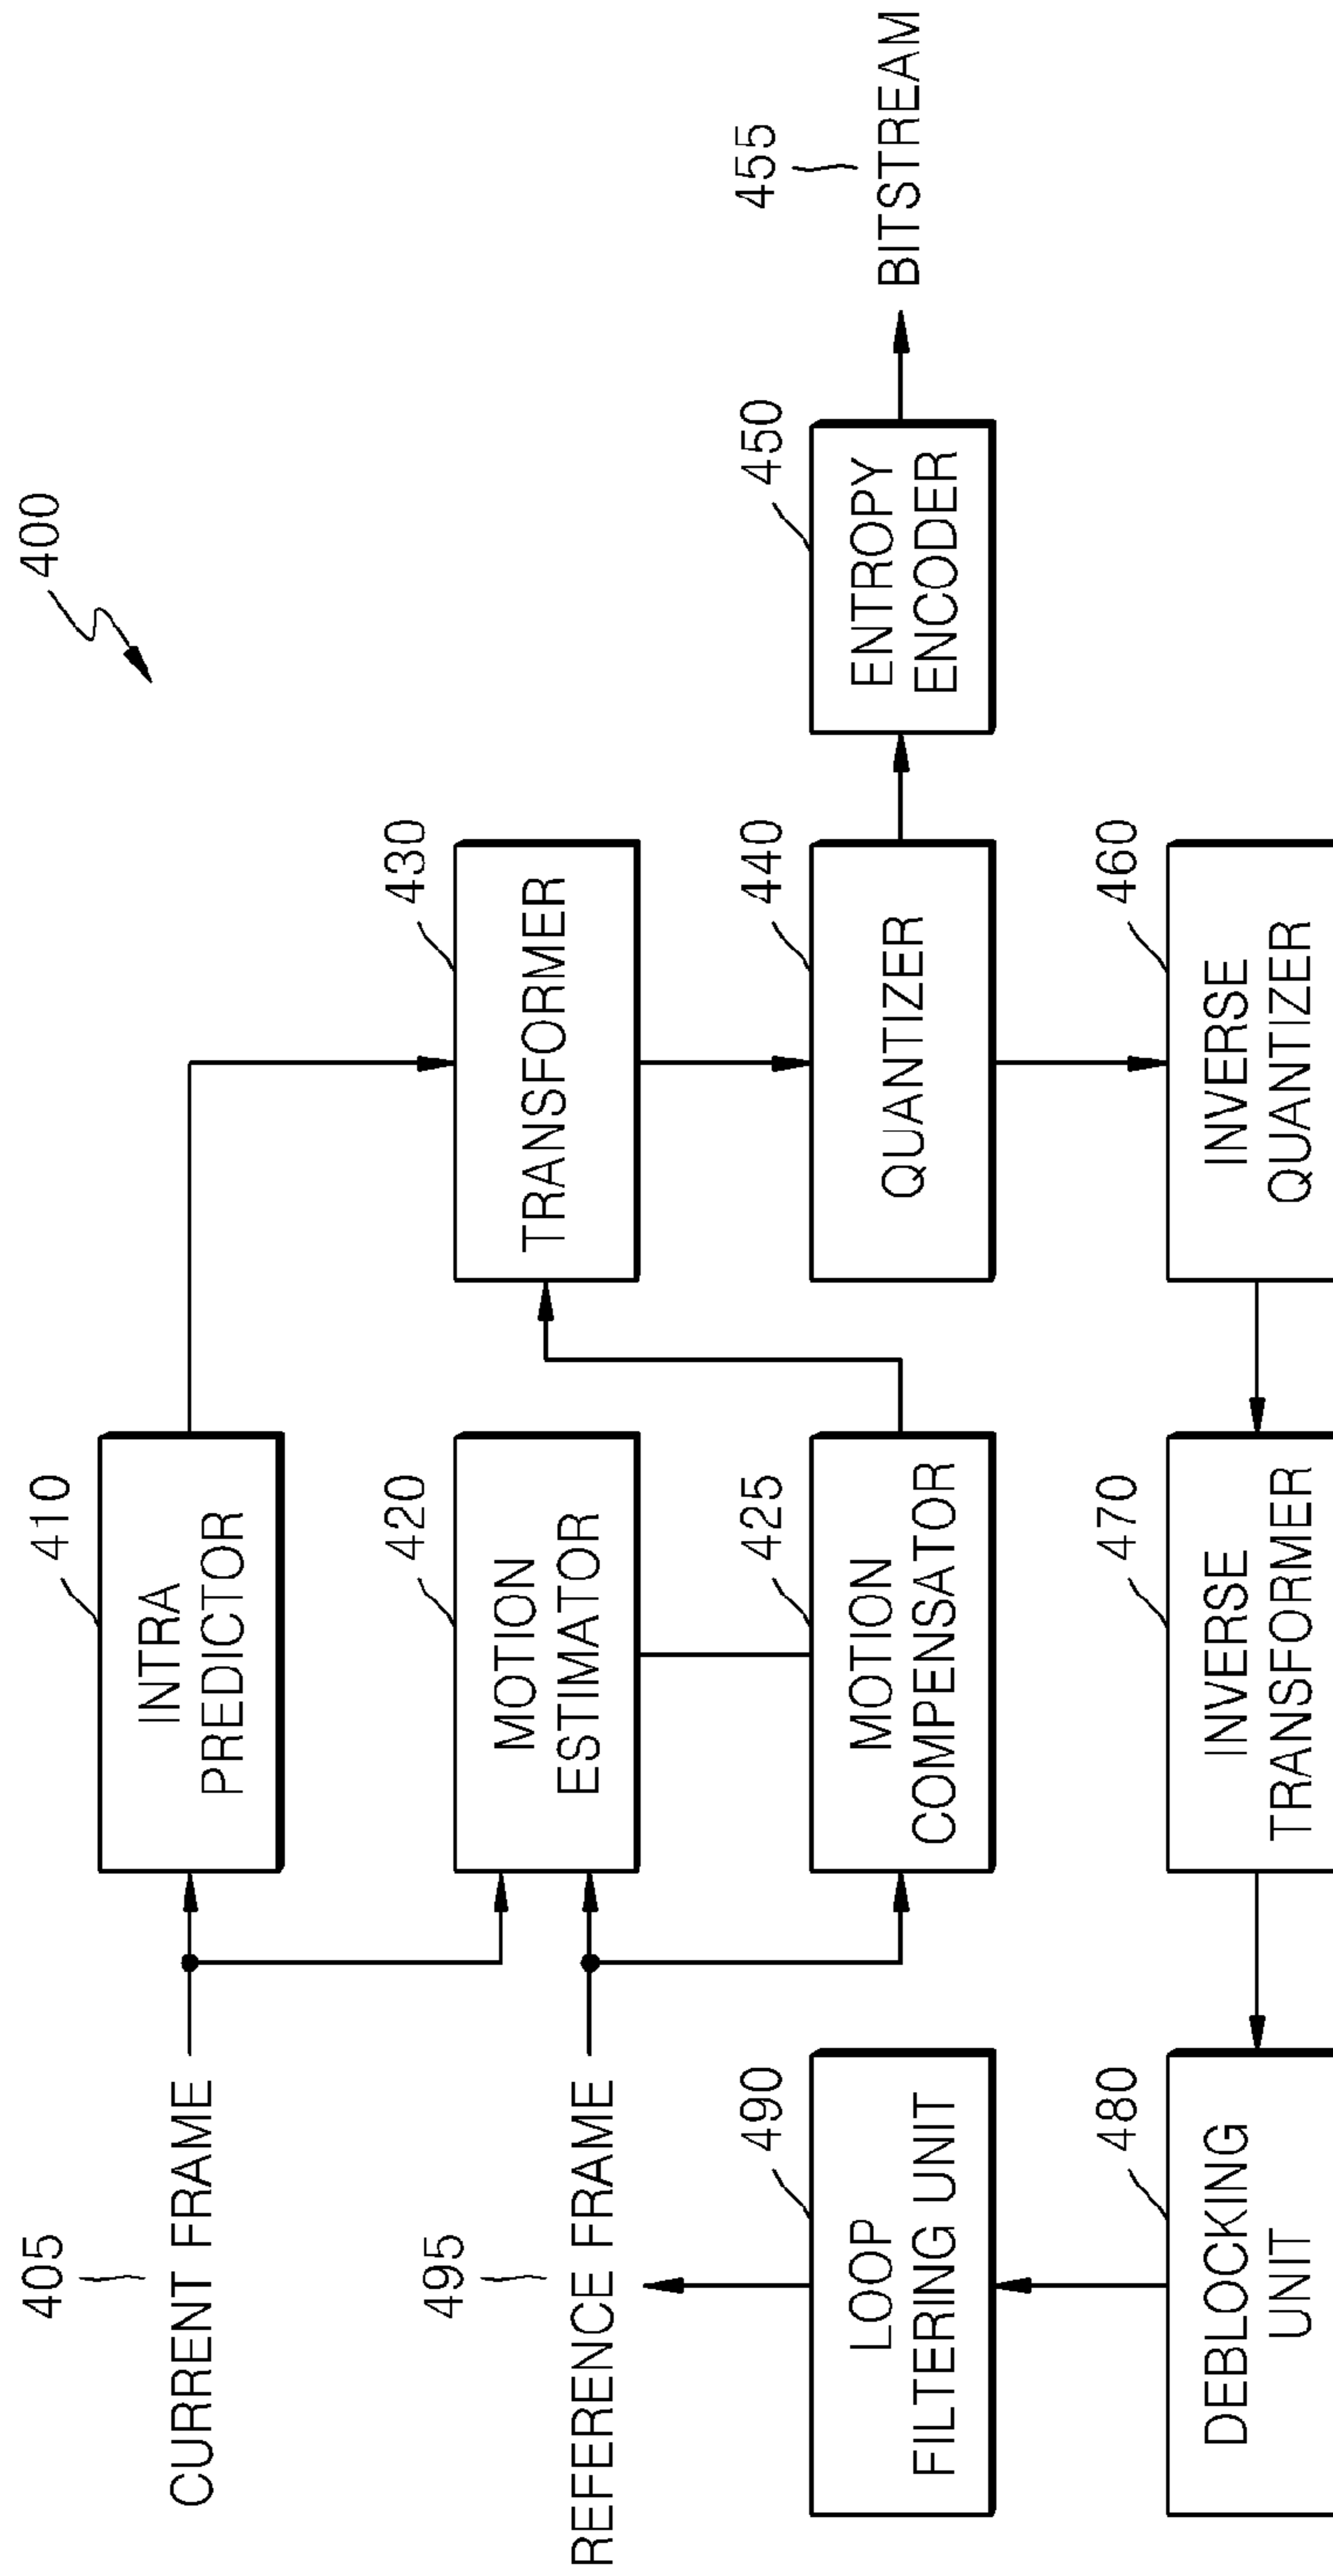 400
405
CURRENT FRAME
410
INTRA
PREDICTOR
495
REFERENCE FRAME
420
MOTION
ESTIMATOR
430
TRANSFORMER
490
LOOP
FILTERING UNIT
425
MOTION
COMPENSATOR
440
QUANTIZER
450
ENTROPY
ENCODER
455
BITSTREAM
480
DEBLOCKING
UNIT
470
INVERSE
TRANSFORMER
460
INVERSE
QUANTIZER